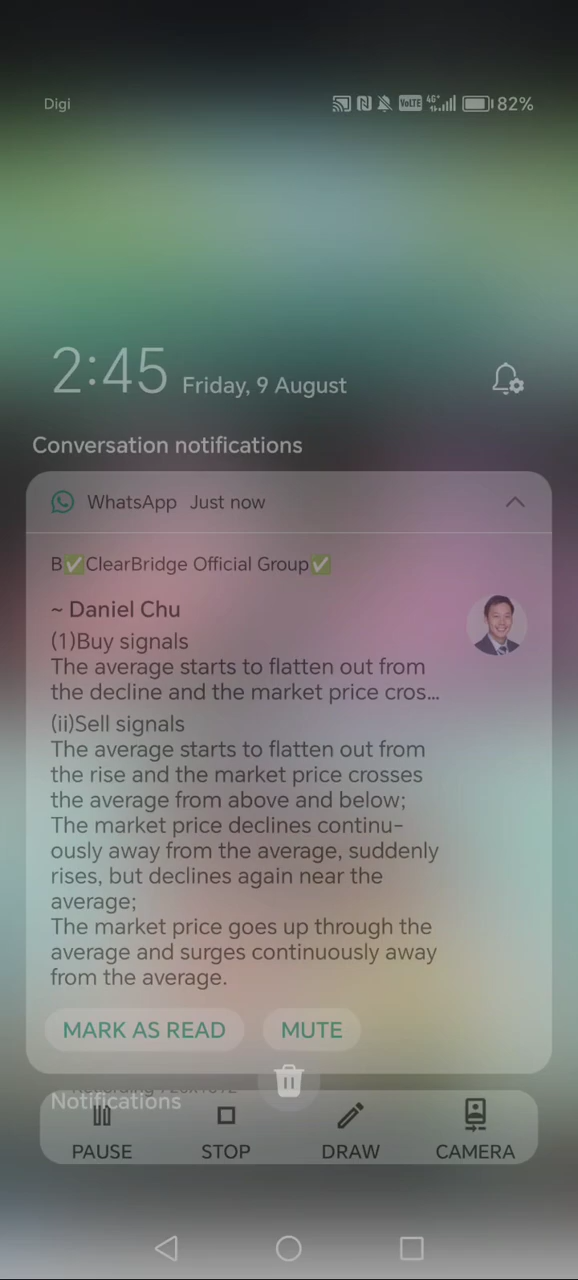 Digi
VoLTE 4G+ 82%
2:45 Friday, 9 August
Conversation notifications
WhatsApp Just now
B✅ClearBridge Official Group✅
~ Daniel Chu
(1)Buy signals
The average starts to flatten out from
the decline and the market price cros...
(ii)Sell signals
The average starts to flatten out from
the rise and the market price crosses
the average from above and below;
The market price declines continu-
ously away from the average, suddenly
rises, but declines again near the
average;
The market price goes up through the
average and surges continuously away
from the average.
MARK AS READ MUTE
Notifications
PAUSE STOP DRAW CAMERA